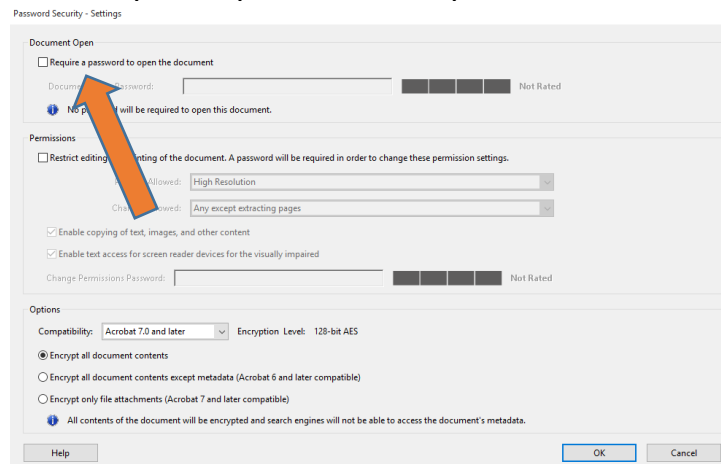 Password Security - Settings
Document Open
Require a password to open the document
Password: Not Rated
No will be required to open this document.
Permissions
Restrict editing of the document. A password will be required in order to change these permission settings.
Allowed: High Resolution
Any except extracting pages
Enable copying of text, images, and other content
Enable text access for screen reader devices for the visually impaired
Change Permissions Password: Not Rated
Options
Compatibility: Acrobat 7.0 and later Encryption Level: 128-bit AES
Encrypt all document contents
Encrypt all document contents except metadata (Acrobat 6 and later compatible)
Encrypt only file attachments (Acrobat 7 and later compatible)
All contents of the document will be encrypted and search engines will not be able to access the document's metadata.
Help OK Cancel